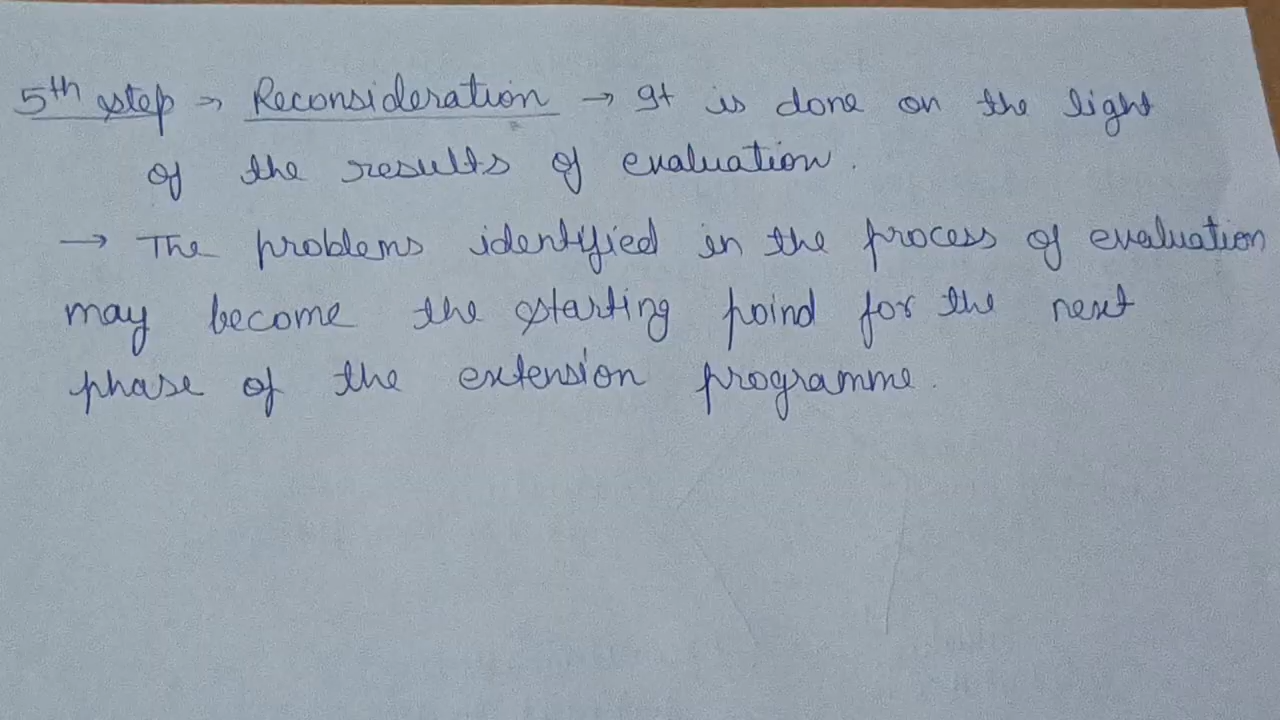 5th step → Reconsideration → It is done on the light
of the results of evaluation.
→ The problems identified in the process of evaluation
may become the starting poind for the next
phase of the extension programme.